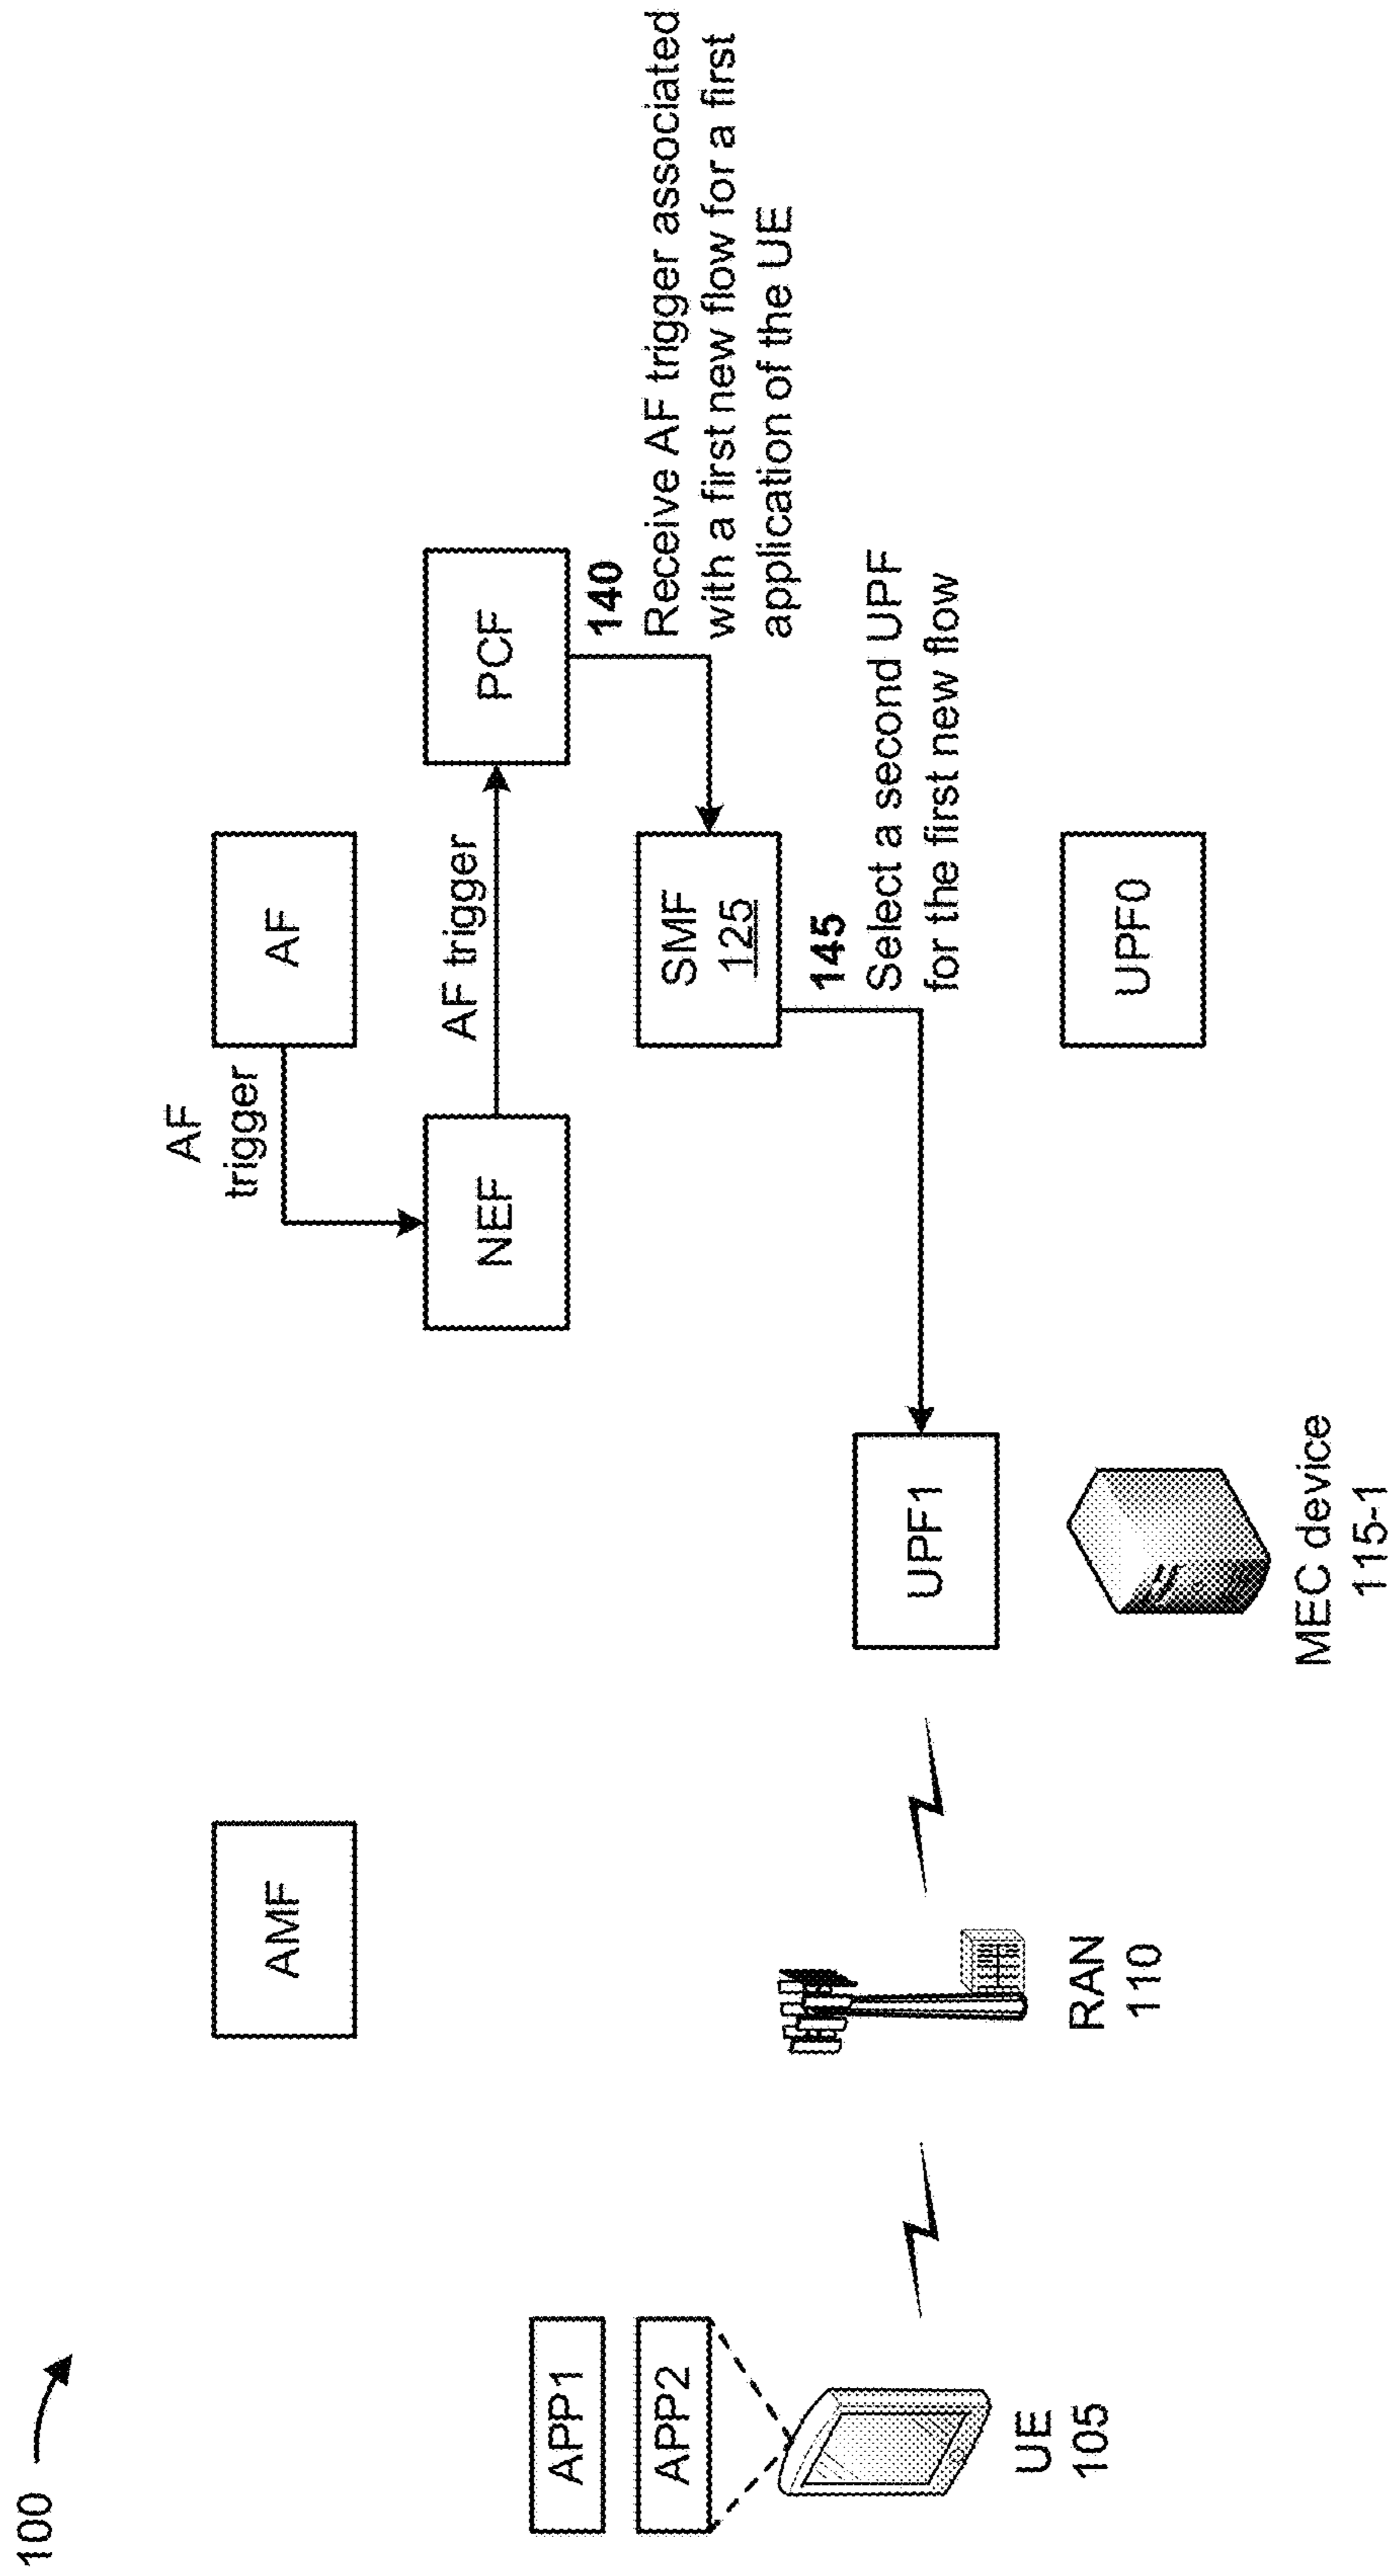 100
AMF
AF
AF
trigger
NEF
AF trigger
PCF
140
Receive AF trigger associated
with a first new flow for a first
application of the UE
SMF
125
145
Select a second UPF
for the first new flow
APP1
APP2
UE
105
RAN
110
UPF1
MEC device
115-1
UPF0